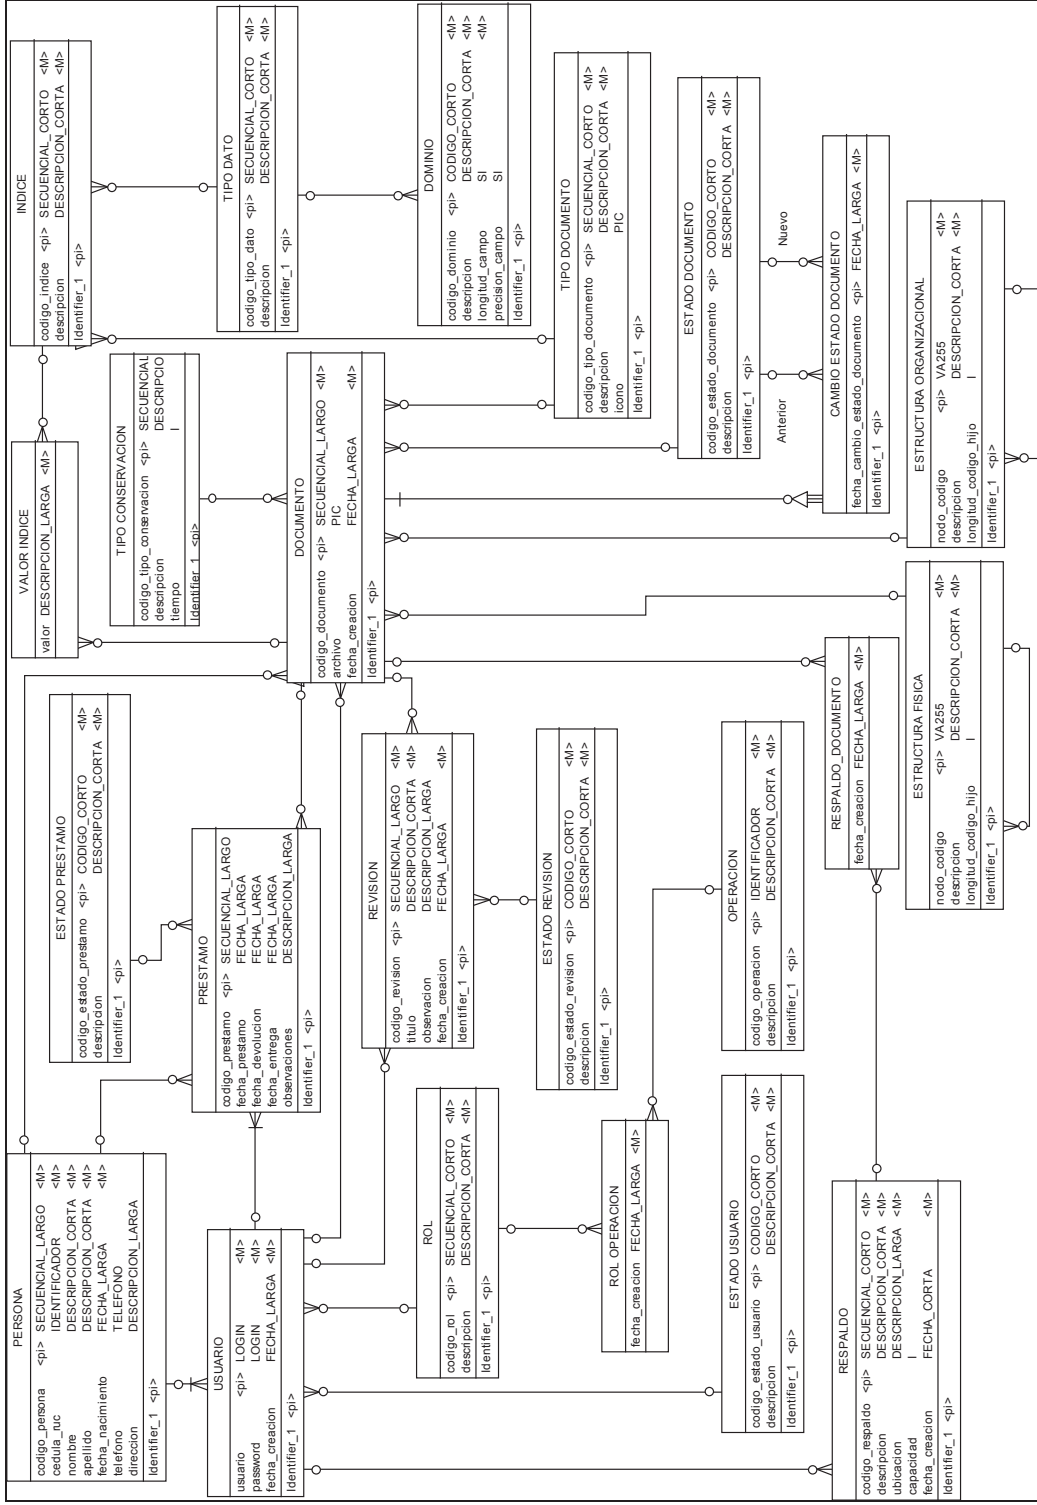 PERSONA
codigo_persona <pi> SECUENCIAL_LARGO <M>
cedula_ruc IDENTIFICADOR <M>
nombre DESCRIPCION_CORTA <M>
apellido DESCRIPCION_CORTA <M>
fecha_nacimiento FECHA_LARGA <M>
telefono TELEFONO
direccion DESCRIPCION_LARGA
Identifier_1 <pi>
ESTADO PRESTAMO
codigo_estado_prestamo <pi> CODIGO_CORTO <M>
descripcion DESCRIPCION_CORTA <M>
Identifier_1 <pi>
VALOR INDICE
valor DESCRIPCION_LARGA <M>
INDICE
codigo_indice <pi> SECUENCIAL_CORTO <M>
descripcion DESCRIPCION_CORTA <M>
Identifier_1 <pi>
TIPO CONSERVACION
codigo_tipo_conservacion <pi> SECUENCIAL
descripcion DESCRIPCIO
tiempo I
Identifier_1 <pi>
USUARIO
usuario <pi> LOGIN <M>
password LOGIN <M>
fecha_creacion FECHA_LARGA <M>
Identifier_1 <pi>
PRESTAMO
codigo_prestamo <pi> SECUENCIAL_LARGO
fecha_prestamo FECHA_LARGA
fecha_devolucion FECHA_LARGA
fecha_entrega FECHA_LARGA
observaciones DESCRIPCION_LARGA
Identifier_1 <pi>
TIPO DATO
codigo_tipo_dato <pi> SECUENCIAL_CORTO <M>
descripcion DESCRIPCION_CORTA <M>
Identifier_1 <pi>
DOCUMENTO
codigo_documento <pi> SECUENCIAL_LARGO <M>
archivo PIC
fecha_creacion FECHA_LARGA <M>
Identifier_1 <pi>
REVISION
codigo_revision <pi> SECUENCIAL_LARGO <M>
titulo DESCRIPCION_CORTA <M>
observacion DESCRIPCION_LARGA
fecha_creacion FECHA_LARGA <M>
Identifier_1 <pi>
ROL
codigo_rol <pi> SECUENCIAL_CORTO <M>
descripcion DESCRIPCION_CORTA <M>
Identifier_1 <pi>
DOMINIO
codigo_dominio <pi> CODIGO_CORTO <M>
descripcion DESCRIPCION_CORTA <M>
longitud_campo SI <M>
precision_campo SI
Identifier_1 <pi>
ESTADO REVISION
codigo_estado_revision <pi> CODIGO_CORTO <M>
descripcion DESCRIPCION_CORTA <M>
Identifier_1 <pi>
TIPO DOCUMENTO
codigo_tipo_documento <pi> SECUENCIAL_CORTO <M>
descripcion DESCRIPCION_CORTA <M>
icono PIC
Identifier_1 <pi>
ROL OPERACION
fecha_creacion FECHA_LARGA <M>
ESTADO DOCUMENTO
codigo_estado_documento <pi> CODIGO_CORTO <M>
descripcion DESCRIPCION_CORTA <M>
Identifier_1 <pi>
ESTADO USUARIO
codigo_estado_usuario <pi> CODIGO_CORTO <M>
descripcion DESCRIPCION_CORTA <M>
Identifier_1 <pi>
OPERACION
codigo_operacion <pi> IDENTIFICADOR <M>
descripcion DESCRIPCION_CORTA <M>
Identifier_1 <pi>
Anterior
Nuevo
CAMBIO ESTADO DOCUMENTO
fecha_cambio_estado_documento <pi> FECHA_LARGA <M>
Identifier_1 <pi>
RESPALDO
codigo_respaldo <pi> SECUENCIAL_CORTO <M>
descripcion DESCRIPCION_CORTA <M>
ubicacion DESCRIPCION_LARGA <M>
capacidad I
fecha_creacion FECHA_CORTA <M>
Identifier_1 <pi>
RESPALDO_DOCUMENTO
fecha_creacion FECHA_LARGA <M>
ESTRUCTURA FISICA
nodo_codigo <pi> VA255 <M>
descripcion DESCRIPCION_CORTA <M>
longitud_codigo_hijo I
Identifier_1 <pi>
ESTRUCTURA ORGANIZACIONAL
nodo_codigo <pi> VA255 <M>
descripcion DESCRIPCION_CORTA <M>
longitud_codigo_hijo I
Identifier_1 <pi>